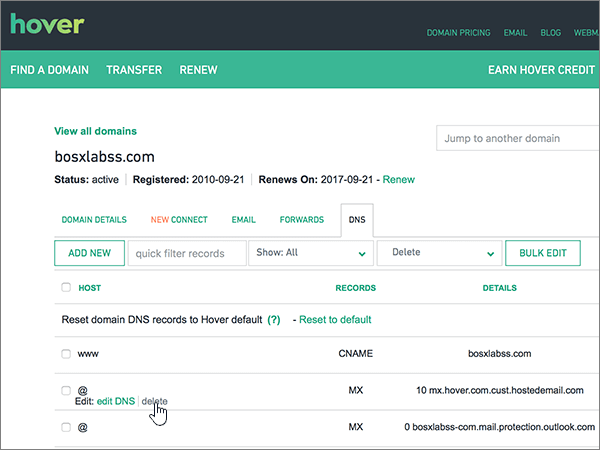 hover
DOMAIN PRICING EMAIL BLOG WEBM
FIND A DOMAIN TRANSFER RENEW EARN HOVER CREDIT
View all domains
Jump to another domain
bosxlabss.com
Status: active Registered: 2010-09-21 Renews On: 2017-09-21 - Renew
DOMAIN DETAILS NEW CONNECT EMAIL FORWARDS DNS
ADD NEW quick filter records Show: All Delete BULK EDIT
HOST RECORDS DETAILS
Reset domain DNS records to Hover default (?) - Reset to default
www CNAME bosxlabss.com
@ MX 10 mx.hover.com.cust.hostedemail.com
Edit: edit DNS | delete
@ MX 0 bosxlabss-com.mail.protection.outlook.com